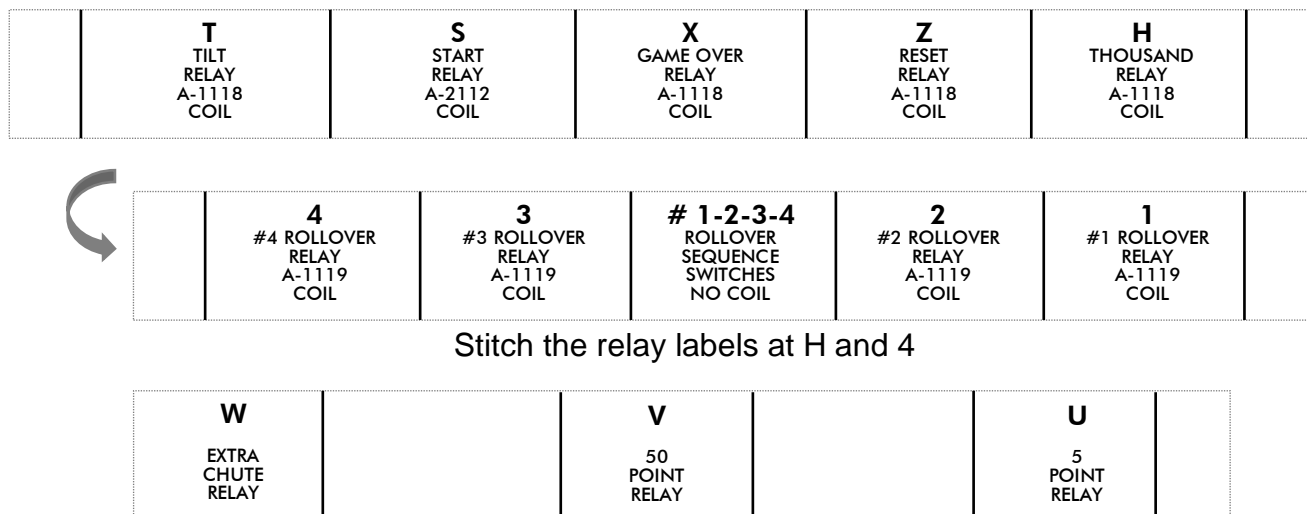 T
TILT
RELAY
A-1118
COIL
S
START
RELAY
A-2112
COIL
X
GAME OVER
RELAY
A-1118
COIL
Z
RESET
RELAY
A-1118
COIL
H
THOUSAND
RELAY
A-1118
COIL
4
#4 ROLLOVER
RELAY
A-1119
COIL
3
#3 ROLLOVER
RELAY
A-1119
COIL
# 1-2-3-4
ROLLOVER
SEQUENCE
SWITCHES
NO COIL
2
#2 ROLLOVER
RELAY
A-1119
COIL
1
#1 ROLLOVER
RELAY
A-1119
COIL
Stitch the relay labels at H and 4
W
EXTRA
CHUTE
RELAY
V
50
POINT
RELAY
U
5
POINT
RELAY